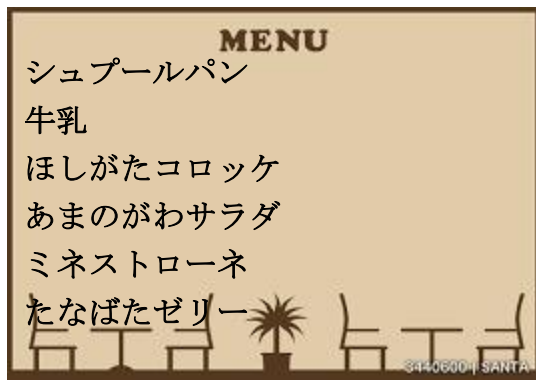 MENU
シュプールパン
牛乳
ほしがたコロッケ
あまのがわサラダ
ミネストローネ
たなばたゼリー
3440600 | SANTA